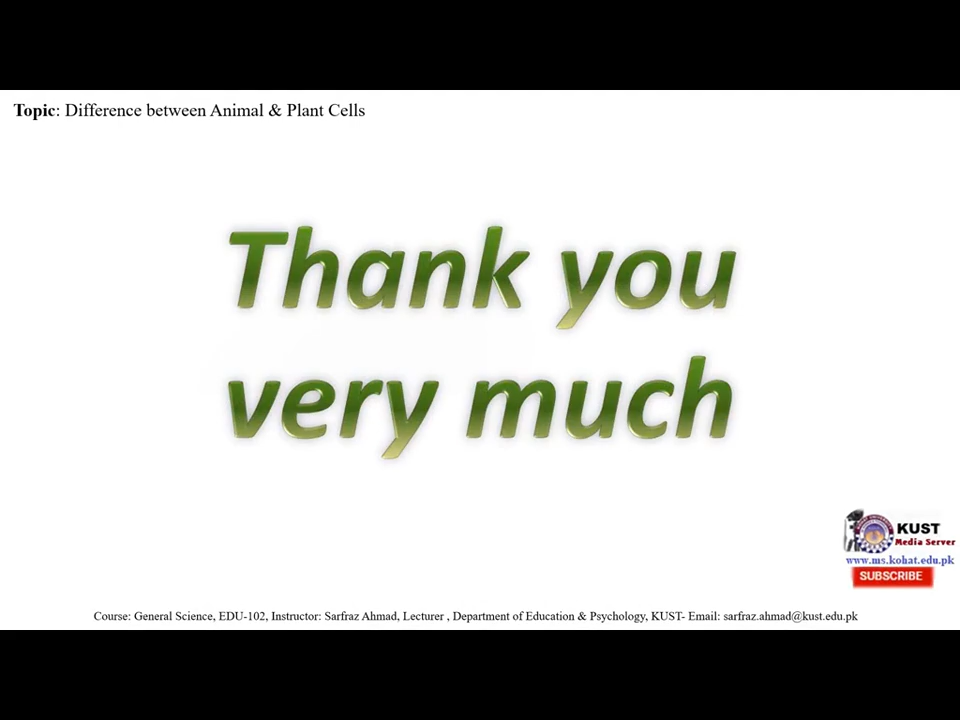 Topic: Difference between Animal & Plant Cells
Thank you
very much
KUST
Media Server
www.ms.kohat.edu.pk
SUBSCRIBE
Course: General Science, EDU-102, Instructor: Sarfraz Ahmad, Lecturer , Department of Education & Psychology, KUST- Email: sarfraz.ahmad@kust.edu.pk